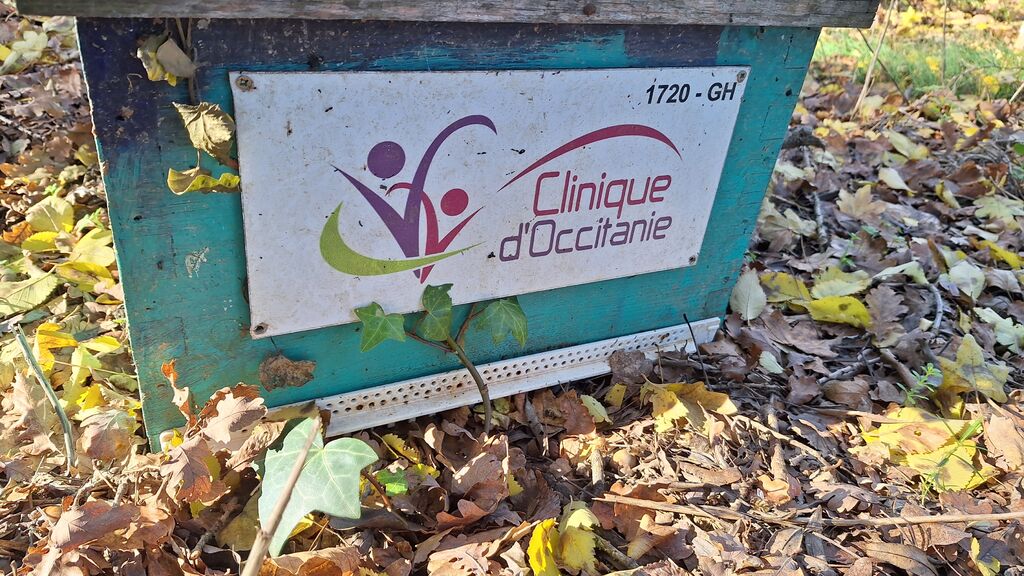 1720 - GH
Clinique
d'Occitanie